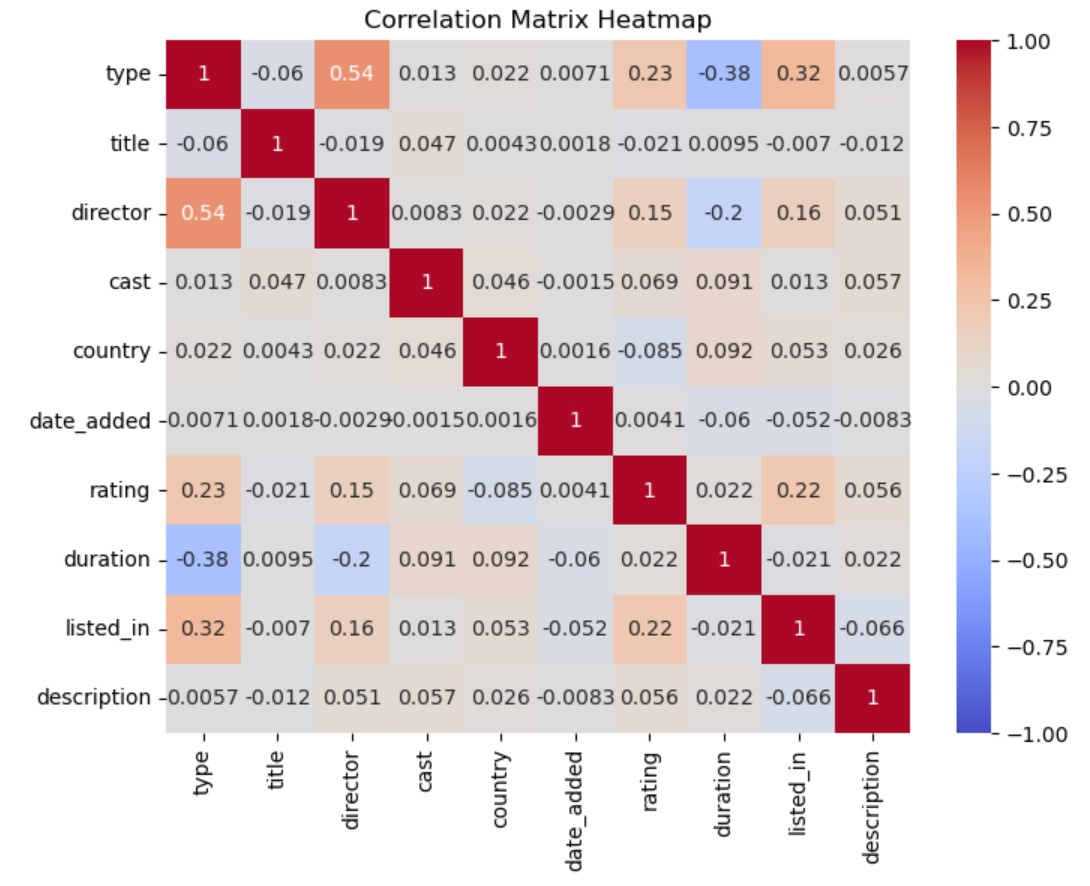 Correlation Matrix Heatmap
type 1 -0.06 0.54 0.013 0.022 0.0071 0.23 -0.38 0.32 0.0057
title -0.06 1 -0.019 0.047 0.0043 0.0018 -0.021 0.0095 -0.007 -0.012
director 0.54 -0.019 1 0.0083 0.022 -0.0029 0.15 -0.2 0.16 0.051
cast 0.013 0.047 0.0083 1 0.046 -0.0015 0.069 0.091 0.013 0.057
country 0.022 0.0043 0.022 0.046 1 0.0016 -0.085 0.092 0.053 0.026
date_added 0.0071 0.0018 -0.0029 -0.0015 0.0016 1 0.0041 -0.06 -0.052 -0.0083
rating 0.23 -0.021 0.15 0.069 -0.085 0.0041 1 0.022 0.22 0.056
duration -0.38 0.0095 -0.2 0.091 0.092 -0.06 0.022 1 -0.021 0.022
listed_in 0.32 -0.007 0.16 0.013 0.053 -0.052 0.22 -0.021 1 -0.066
description 0.0057 -0.012 0.051 0.057 0.026 -0.0083 0.056 0.022 -0.066 1
type title director cast country date_added rating duration listed_in description
1.00
0.75
0.50
0.25
0.00
−0.25
−0.50
−0.75
−1.00